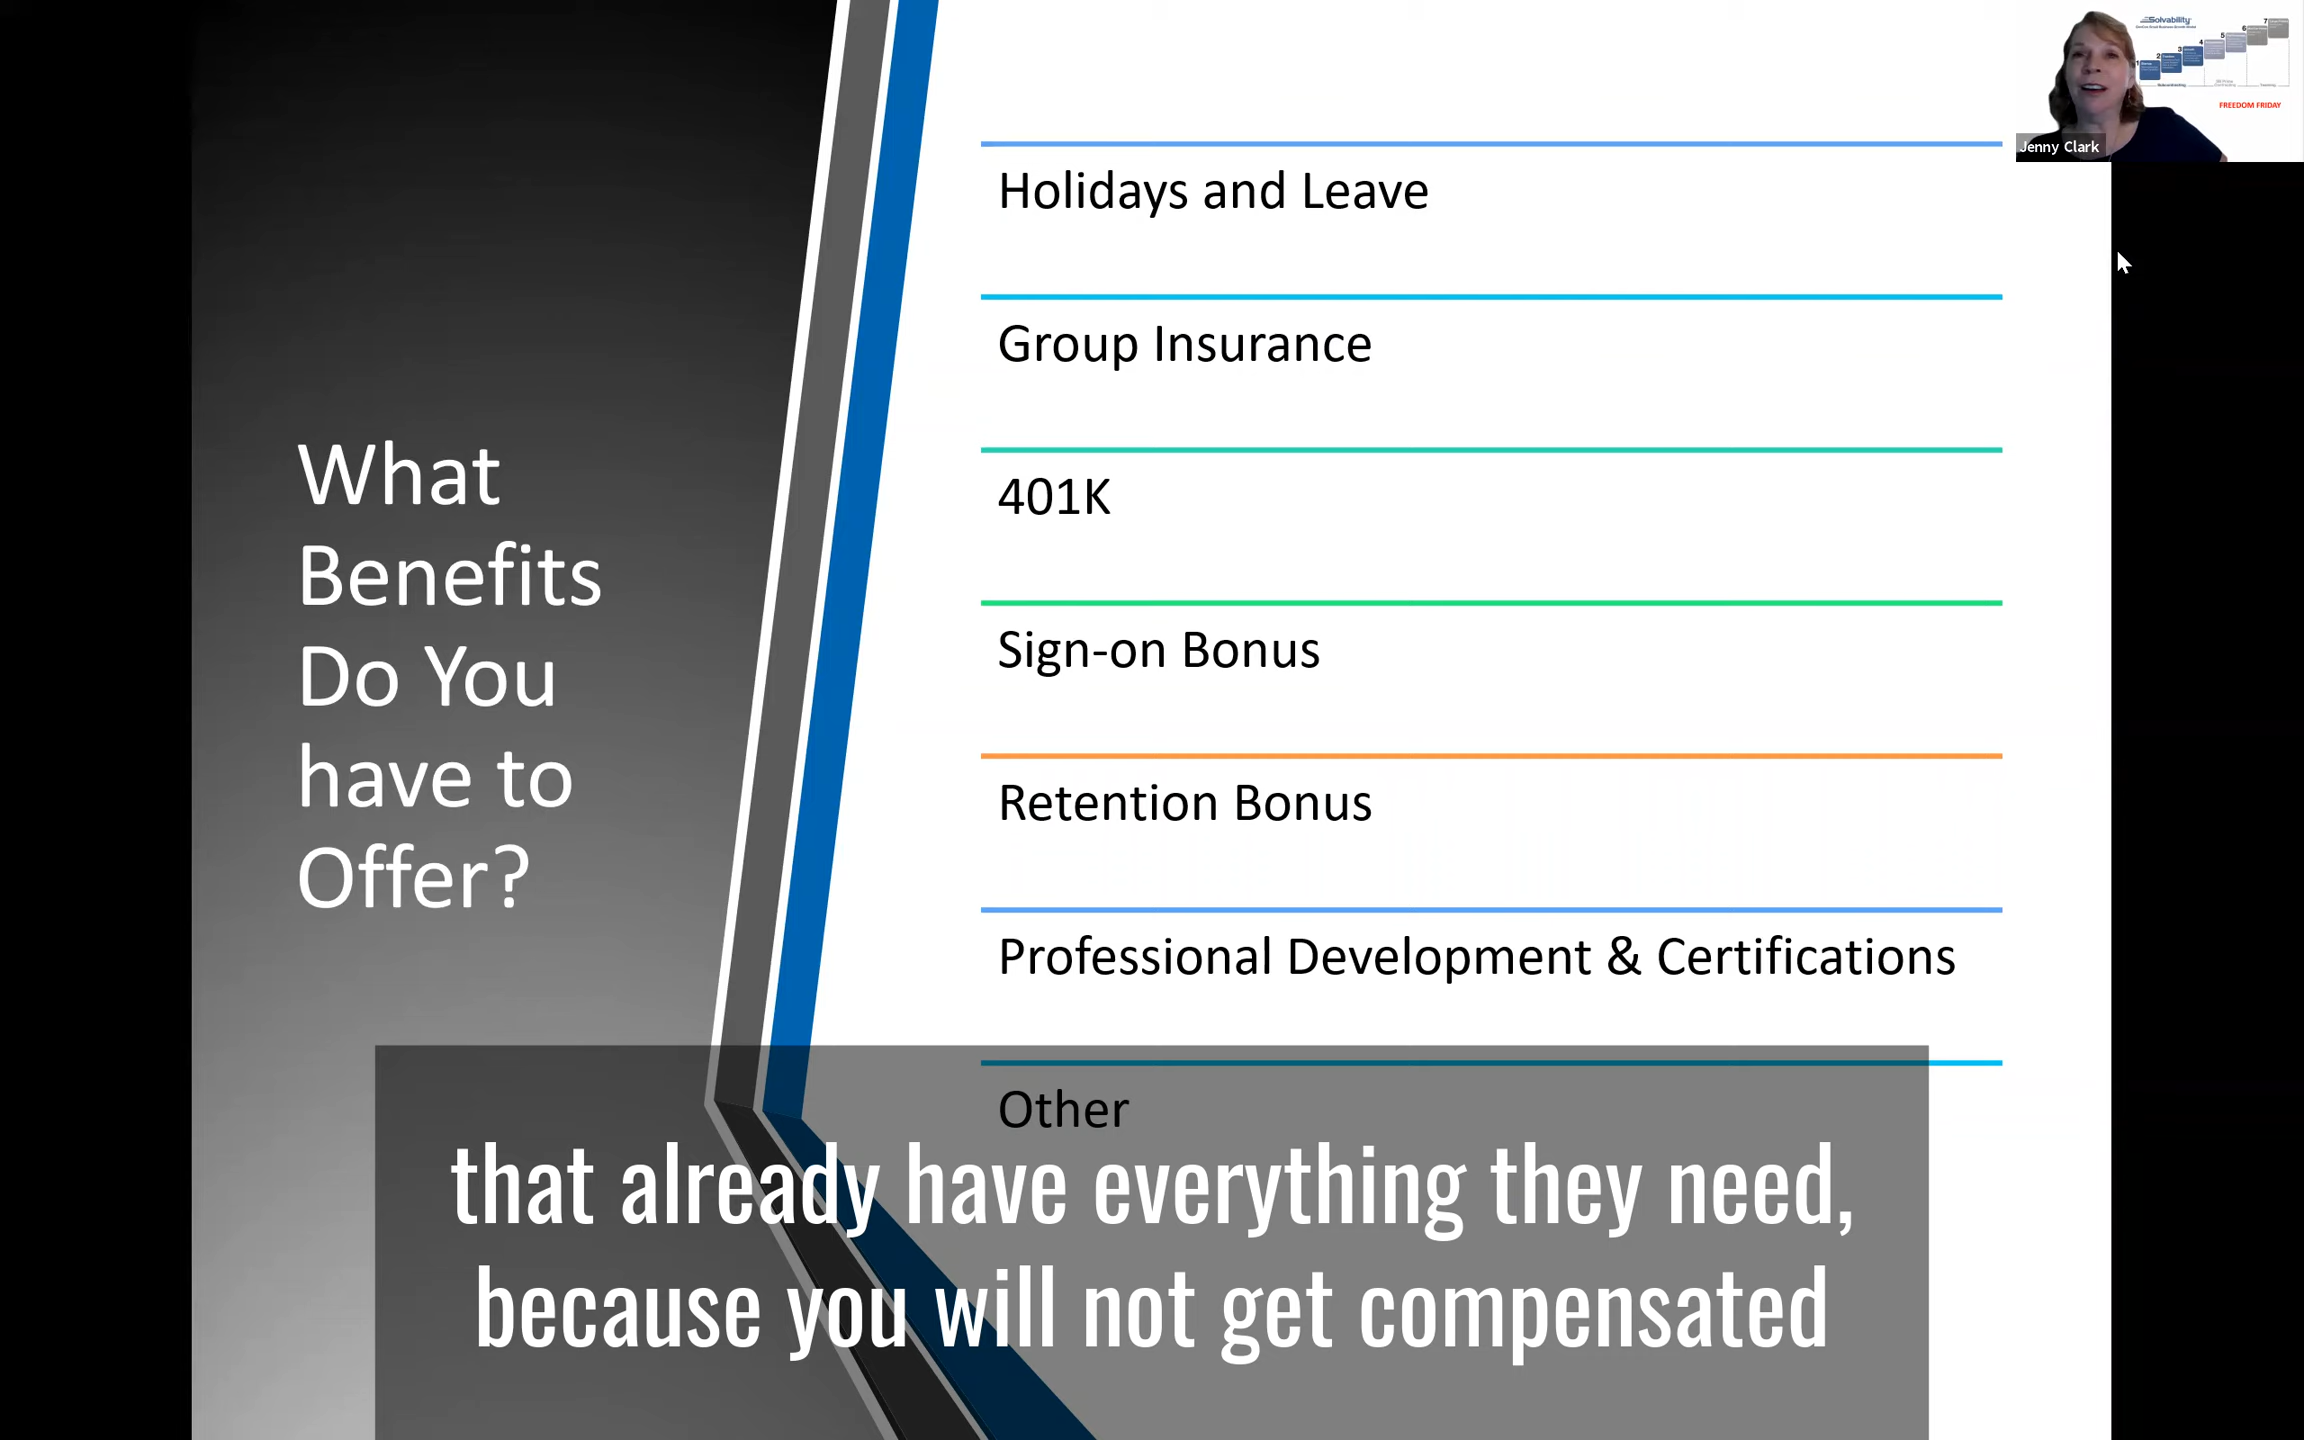 What
Benefits
Do You
have to
Offer?
Holidays and Leave
Group Insurance
401K
Sign-on Bonus
Retention Bonus
Professional Development & Certifications
Other
Solvability
FREEDOM FRIDAY
Jenny Clark
that already have everything they need,
because you will not get compensated